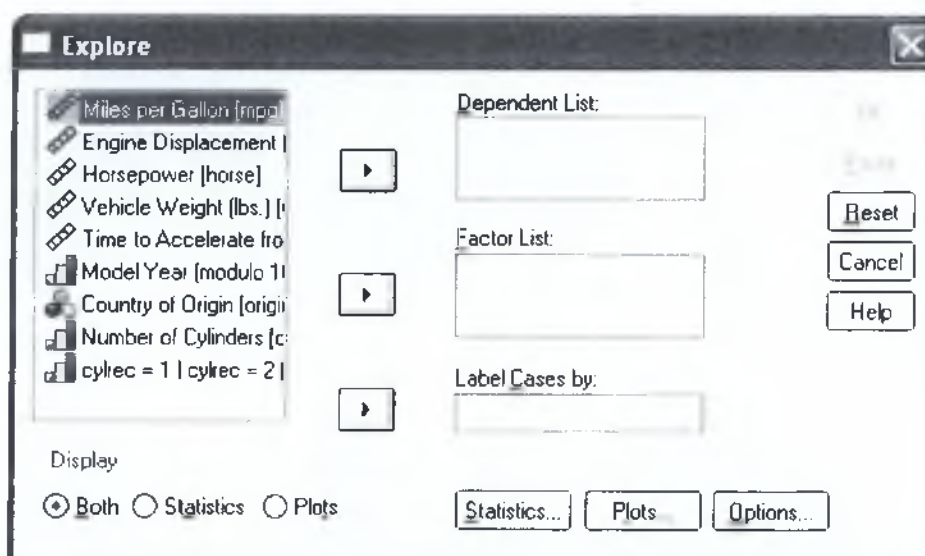 Explore
Miles per Gallon [mpg]
Engine Displacement [
Horsepower [horse]
Vehicle Weight (lbs.) [
Time to Accelerate fro
Model Year (modulo 1
Country of Origin [origi
Number of Cylinders [c
cylrec = 1 | cylrec = 2 |
Dependent List:
Factor List:
Label Cases by:
Reset
Cancel
Help
Display
Both
Statistics
Plots
Statistics...
Plots
Options...